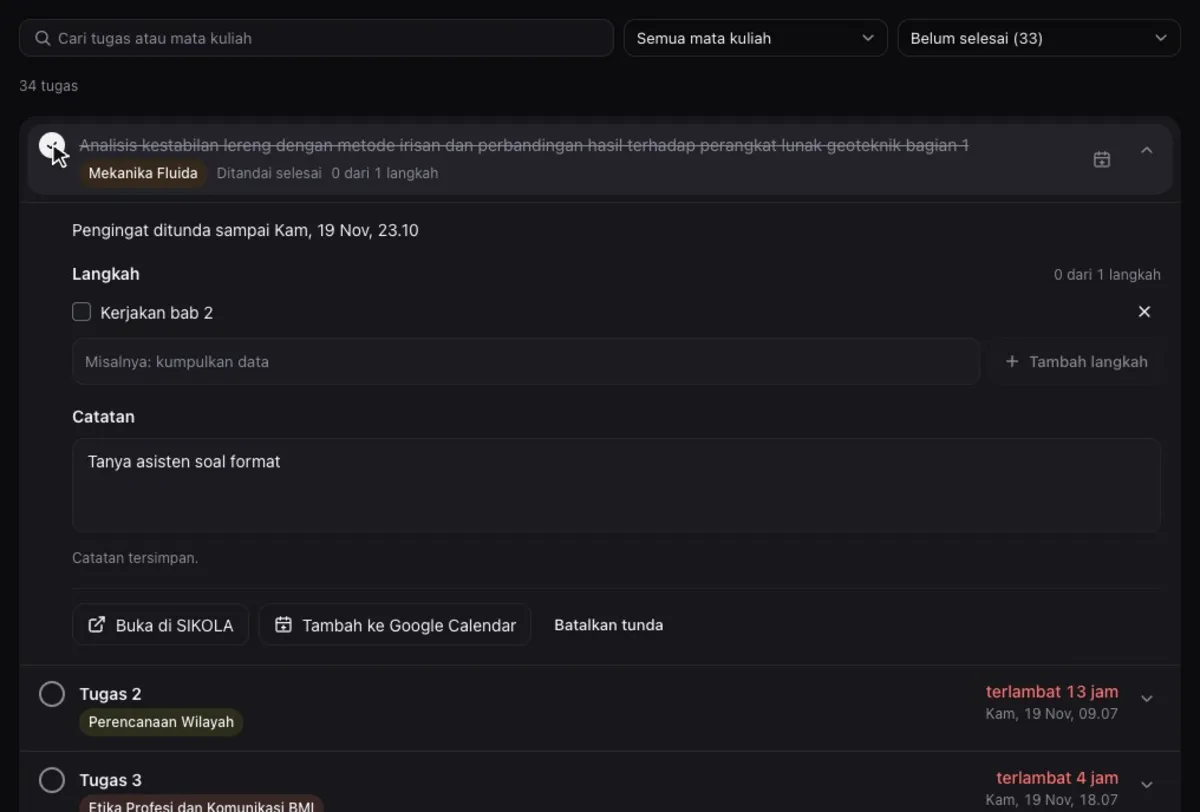 Cari tugas atau mata kuliah
Semua mata kuliah
Belum selesai (33)
34 tugas
Analisis kestabilan lereng dengan metode irisan dan perbandingan hasil terhadap perangkat lunak geoteknik bagian 1
Mekanika Fluida Ditandai selesai 0 dari 1 langkah
Pengingat ditunda sampai Kam, 19 Nov, 23.10
Langkah
0 dari 1 langkah
Kerjakan bab 2
Misalnya: kumpulkan data
Tambah langkah
Catatan
Tanya asisten soal format
Catatan tersimpan.
Buka di SIKOLA
Tambah ke Google Calendar
Batalkan tunda
Tugas 2
terlambat 13 jam
Perencanaan Wilayah
Kam, 19 Nov, 09.07
Tugas 3
terlambat 4 jam
Etika Profesi dan Komunikasi BMI
Kam, 19 Nov, 18.07